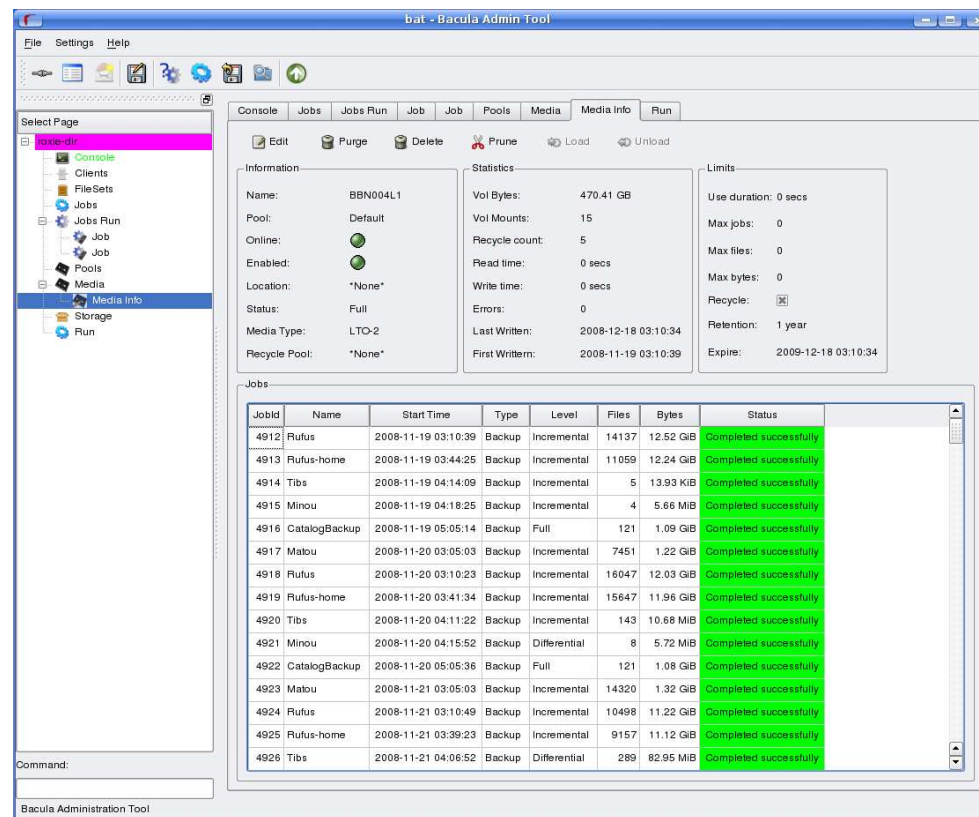 bat - Bacula Admin Tool
File Settings Help
Select Page
roxie-dir
Console
Clients
FileSets
Jobs
Jobs Run
Job
Job
Pools
Media
Media Info
Storage
Run
Command:
Bacula Administration Tool
Console Jobs Jobs Run Job Job Pools Media Media Info Run
Edit Purge Delete Prune Load Unload
Information
Name: BBN004L1
Pool: Default
Online:
Enabled:
Location: *None*
Status: Full
Media Type: LTO-2
Recycle Pool: *None*
Statistics
Vol Bytes: 470.41 GB
Vol Mounts: 15
Recycle count: 5
Read time: 0 secs
Write time: 0 secs
Errors: 0
Last Written: 2008-12-18 03:10:34
First Writtern: 2008-11-19 03:10:39
Limits
Use duration: 0 secs
Max jobs: 0
Max files: 0
Max bytes: 0
Recycle:
Retention: 1 year
Expire: 2009-12-18 03:10:34
Jobs
JobId Name Start Time Type Level Files Bytes Status
4912 Rufus 2008-11-19 03:10:39 Backup Incremental 14137 12.52 GiB Completed successfully
4913 Rufus-home 2008-11-19 03:44:25 Backup Incremental 11059 12.24 GiB Completed successfully
4914 Tibs 2008-11-19 04:14:09 Backup Incremental 5 13.93 KiB Completed successfully
4915 Minou 2008-11-19 04:18:25 Backup Incremental 4 5.66 MiB Completed successfully
4916 CatalogBackup 2008-11-19 05:05:14 Backup Full 121 1.09 GiB Completed successfully
4917 Matou 2008-11-20 03:05:03 Backup Incremental 7451 1.22 GiB Completed successfully
4918 Rufus 2008-11-20 03:10:23 Backup Incremental 16047 12.03 GiB Completed successfully
4919 Rufus-home 2008-11-20 03:41:34 Backup Incremental 15647 11.96 GiB Completed successfully
4920 Tibs 2008-11-20 04:11:22 Backup Incremental 143 10.68 MiB Completed successfully
4921 Minou 2008-11-20 04:15:52 Backup Differential 8 5.72 MiB Completed successfully
4922 CatalogBackup 2008-11-20 05:05:36 Backup Full 121 1.08 GiB Completed successfully
4923 Matou 2008-11-21 03:05:03 Backup Incremental 14320 1.32 GiB Completed successfully
4924 Rufus 2008-11-21 03:10:49 Backup Incremental 10498 11.22 GiB Completed successfully
4925 Rufus-home 2008-11-21 03:39:23 Backup Incremental 9157 11.12 GiB Completed successfully
4926 Tibs 2008-11-21 04:06:52 Backup Differential 289 82.95 MiB Completed successfully